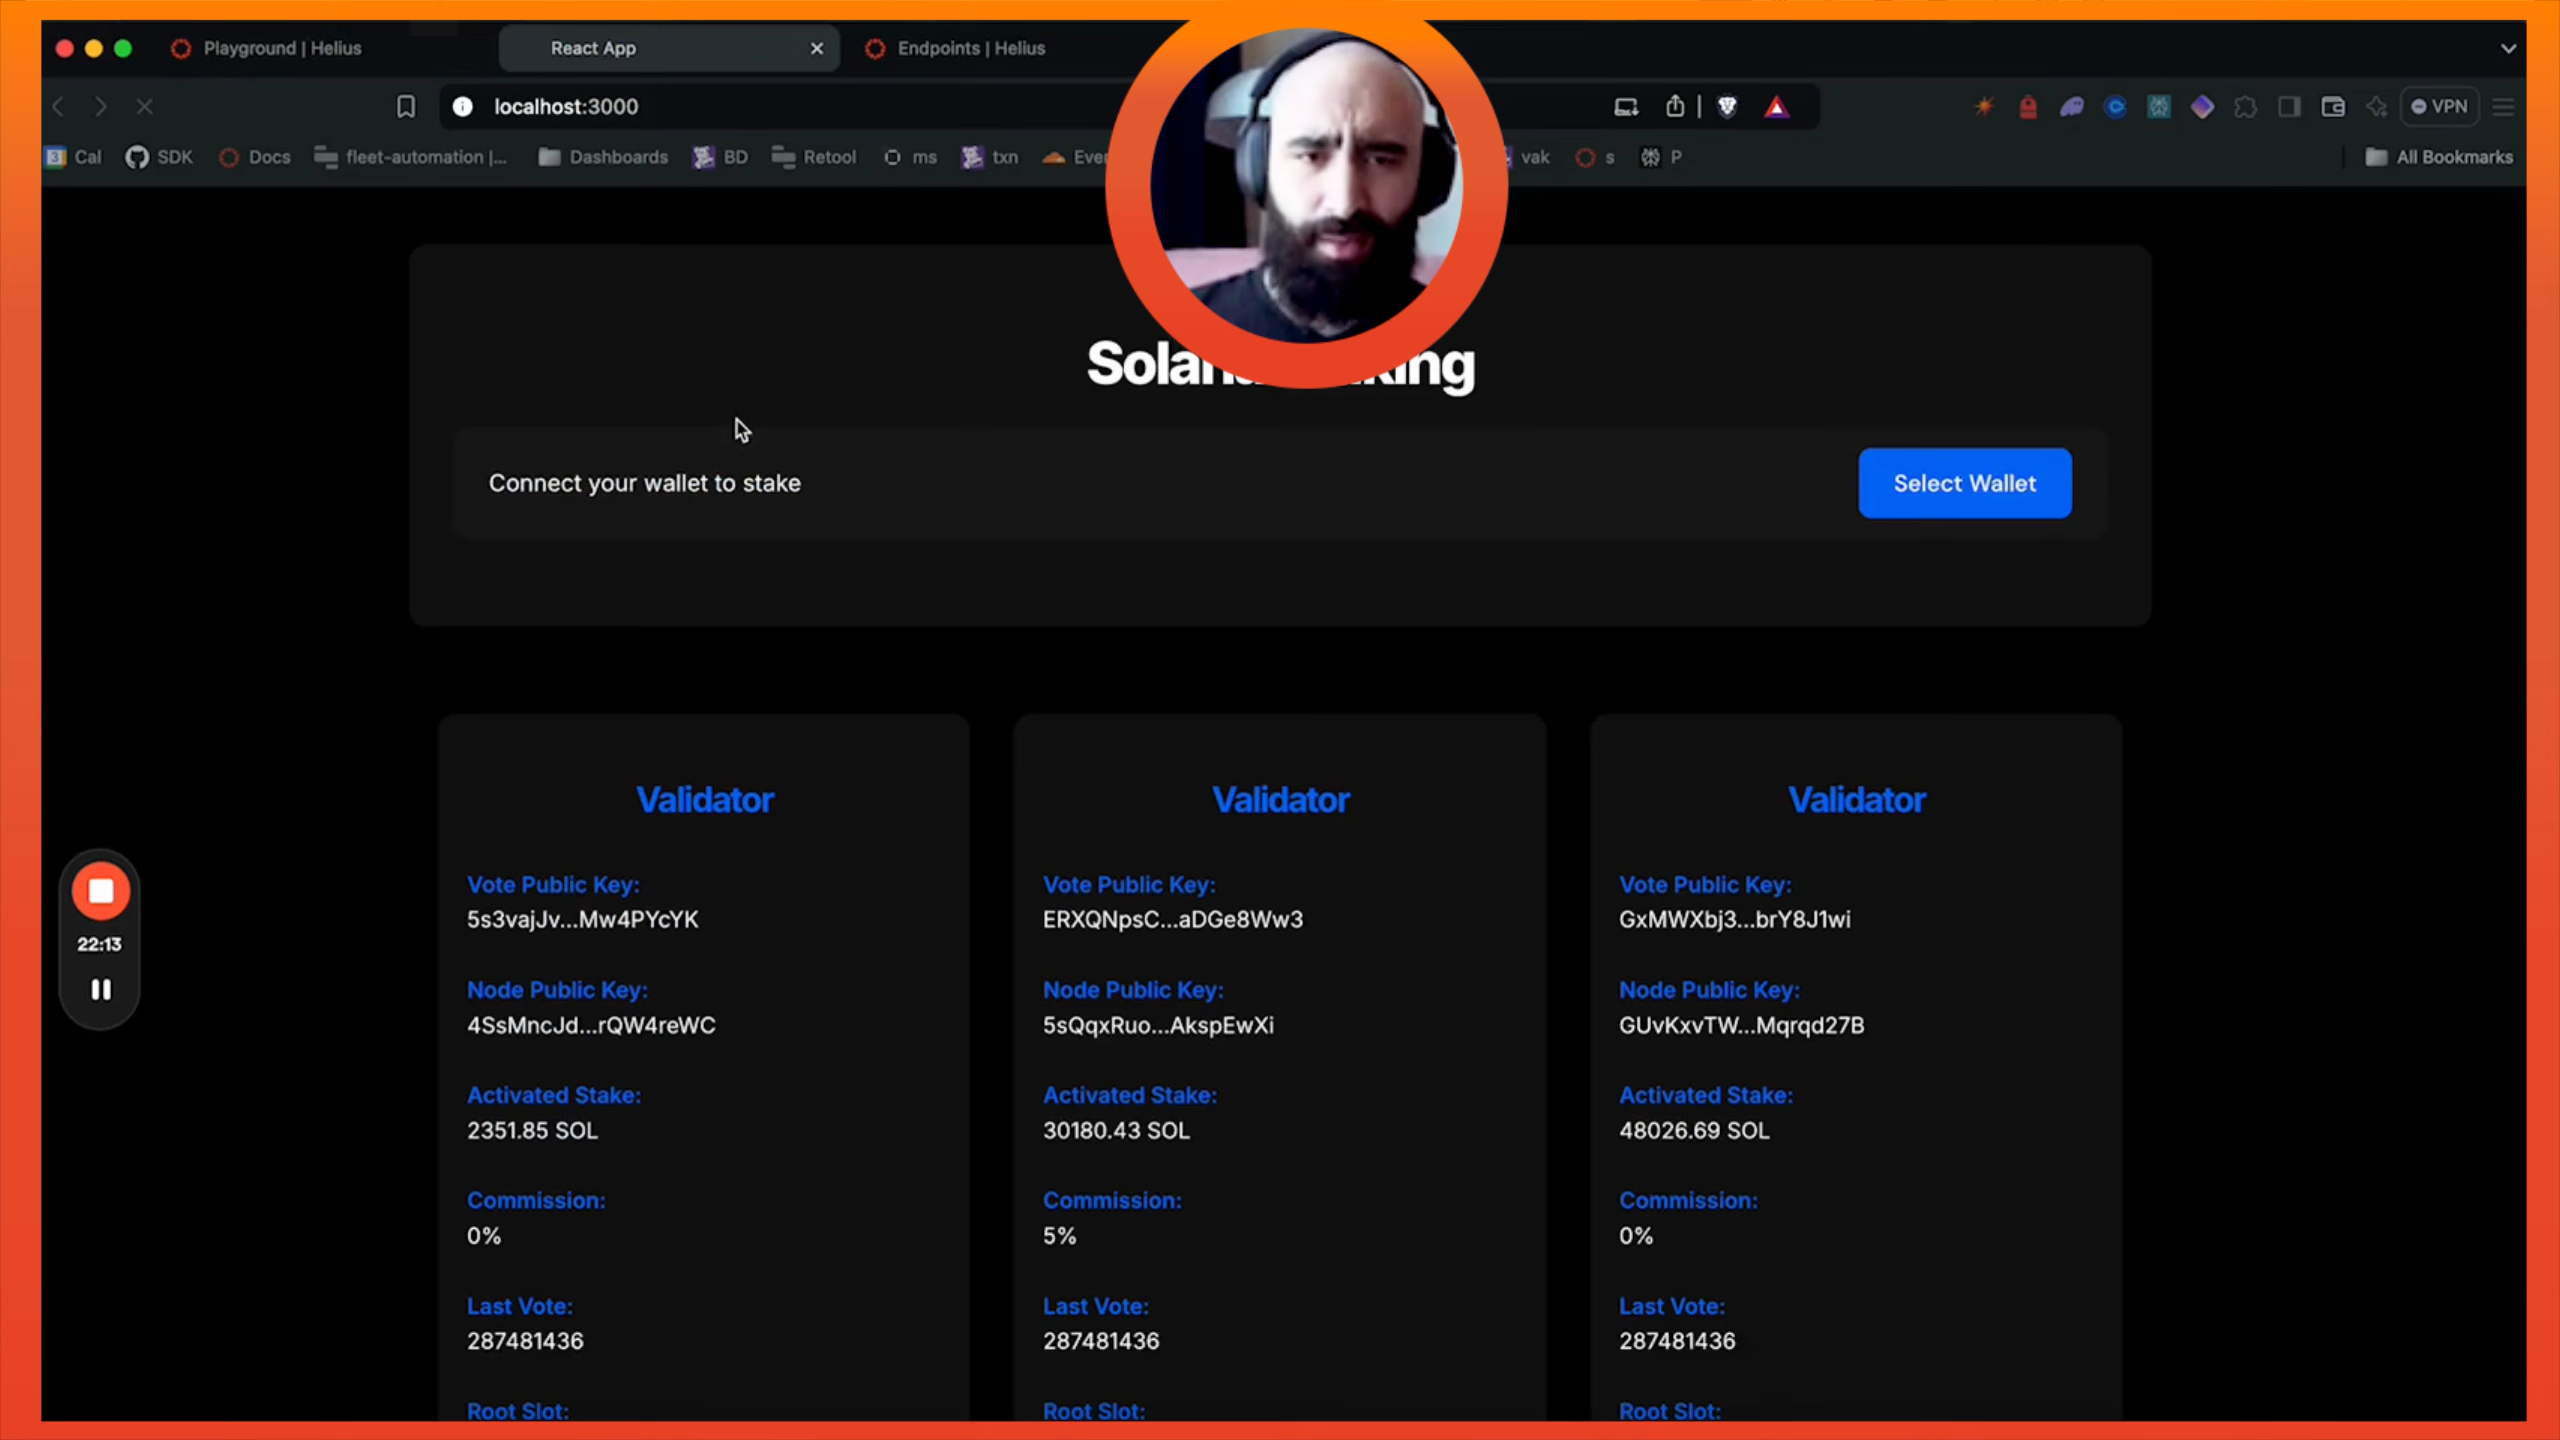 Playground | Helius
React App
Endpoints | Helius
localhost:3000
VPN
Cal
SDK
Docs
fleet-automation |...
Dashboards
BD
Retool
ms
txn
vak
s
P
All Bookmarks
Connect your wallet to stake
Select Wallet
Validator
Vote Public Key:
5s3vajJv...Mw4PYcYK
Node Public Key:
4SsMncJd...rQW4reWC
Activated Stake:
2351.85 SOL
Commission:
0%
Last Vote:
287481436
Root Slot:
Validator
Vote Public Key:
ERXQNpsC...aDGe8Ww3
Node Public Key:
5sQqxRuo...AkspEwXi
Activated Stake:
30180.43 SOL
Commission:
5%
Last Vote:
287481436
Root Slot:
Validator
Vote Public Key:
GxMWXbj3...brY8J1wi
Node Public Key:
GUvKxvTW...Mqrqd27B
Activated Stake:
48026.69 SOL
Commission:
0%
Last Vote:
287481436
Root Slot:
22:13